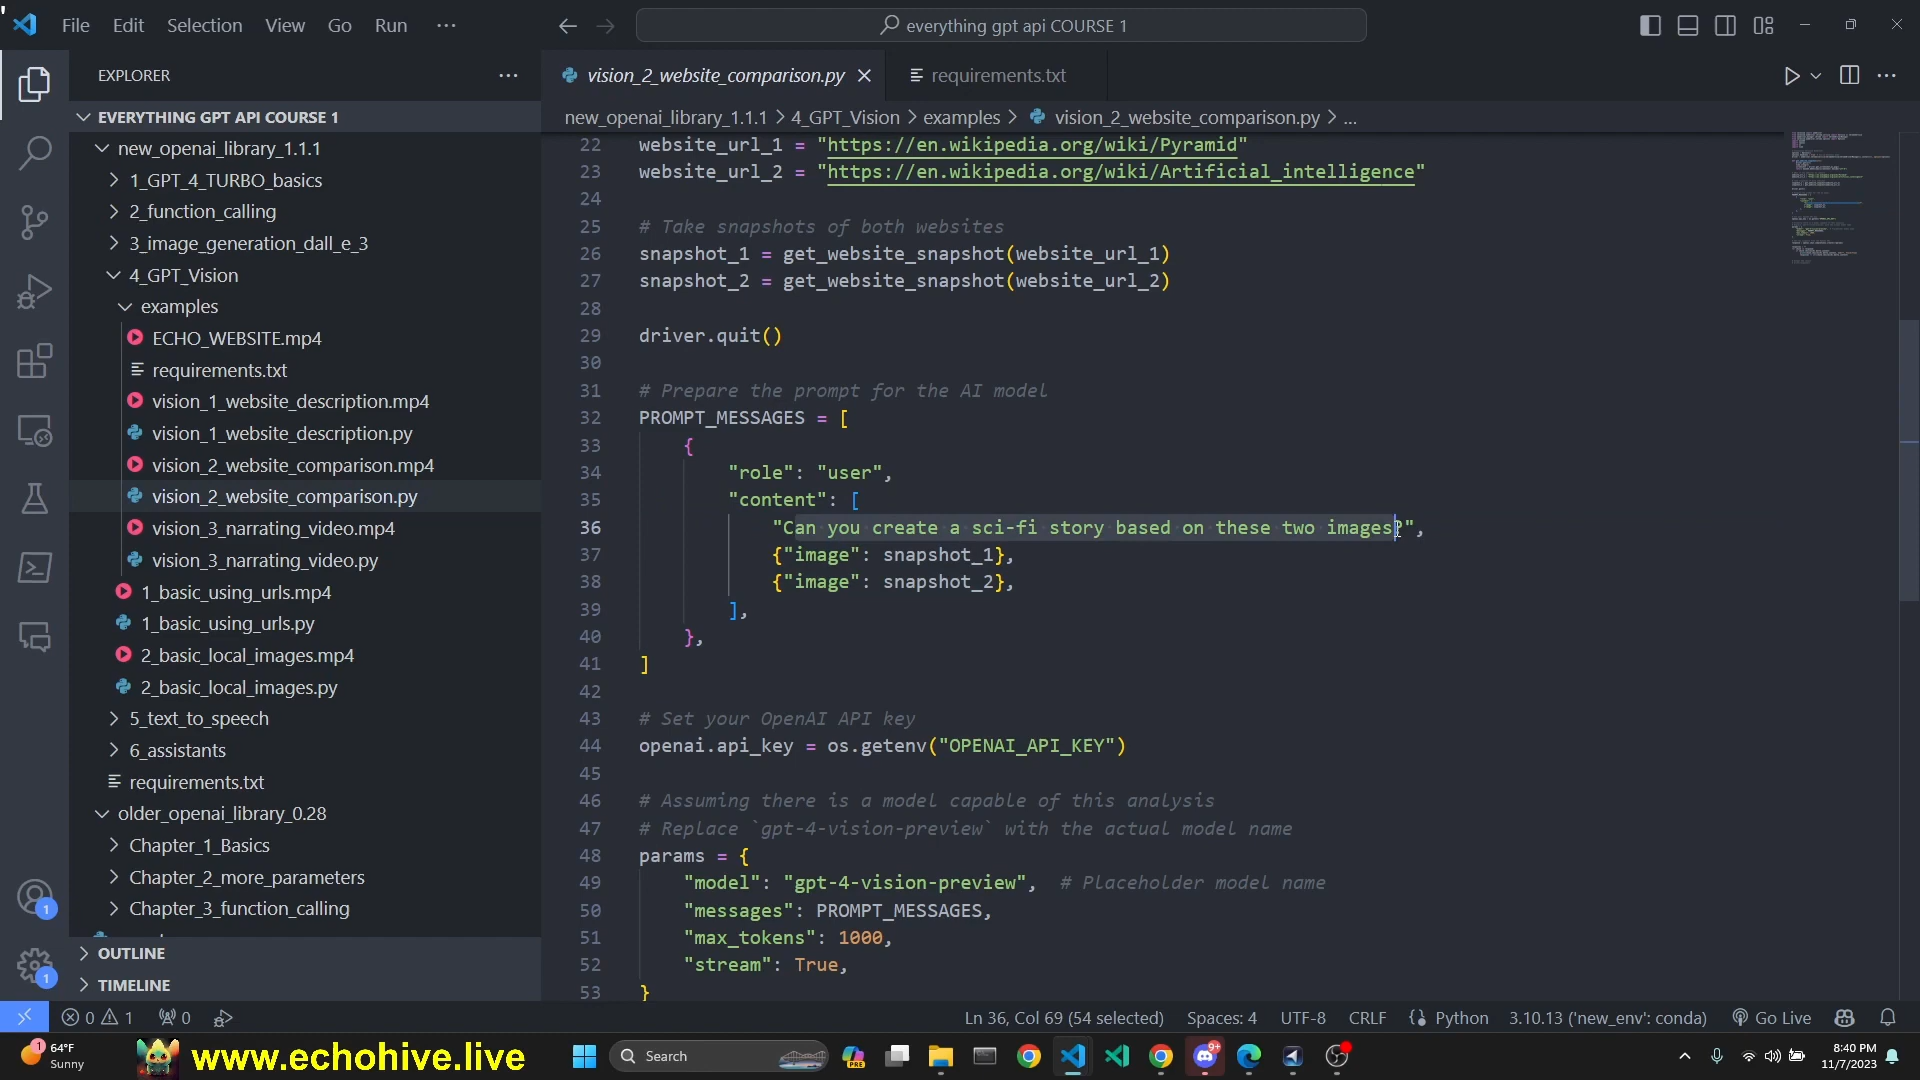 File Edit Selection View Go Run ···
everything gpt api COURSE 1
EXPLORER
EVERYTHING GPT API COURSE 1
new_openai_library_1.1.1
1_GPT_4_TURBO_basics
2_function_calling
3_image_generation_dall_e_3
4_GPT_Vision
examples
ECHO_WEBSITE.mp4
requirements.txt
vision_1_website_description.mp4
vision_1_website_description.py
vision_2_website_comparison.mp4
vision_2_website_comparison.py
vision_3_narrating_video.mp4
vision_3_narrating_video.py
1_basic_using_urls.mp4
1_basic_using_urls.py
2_basic_local_images.mp4
2_basic_local_images.py
5_text_to_speech
6_assistants
requirements.txt
older_openai_library_0.28
Chapter_1_Basics
Chapter_2_more_parameters
Chapter_3_function_calling
OUTLINE
TIMELINE
1
1
vision_2_website_comparison.py
requirements.txt
new_openai_library_1.1.1 > 4_GPT_Vision > examples > vision_2_website_comparison.py > ...
22 website_url_1 = "https://en.wikipedia.org/wiki/Pyramid"
23 website_url_2 = "https://en.wikipedia.org/wiki/Artificial_intelligence"
24
25 # Take snapshots of both websites
26 snapshot_1 = get_website_snapshot(website_url_1)
27 snapshot_2 = get_website_snapshot(website_url_2)
28
29 driver.quit()
30
31 # Prepare the prompt for the AI model
32 PROMPT_MESSAGES = [
33 {
34 "role": "user",
35 "content": [
36 "Can you create a sci-fi story based on these two images?",
37 {"image": snapshot_1},
38 {"image": snapshot_2},
39 ],
40 },
41 ]
42
43 # Set your OpenAI API key
44 openai.api_key = os.getenv("OPENAI_API_KEY")
45
46 # Assuming there is a model capable of this analysis
47 # Replace `gpt-4-vision-preview` with the actual model name
48 params = {
49 "model": "gpt-4-vision-preview", # Placeholder model name
50 "messages": PROMPT_MESSAGES,
51 "max_tokens": 1000,
52 "stream": True,
53 }
0 1 0 Ln 36, Col 69 (54 selected) Spaces: 4 UTF-8 CRLF Python 3.10.13 ('new_env': conda) Go Live
1 64°F
Sunny
www.echohive.live
Search
PRE
9+
8:40 PM
11/7/2023